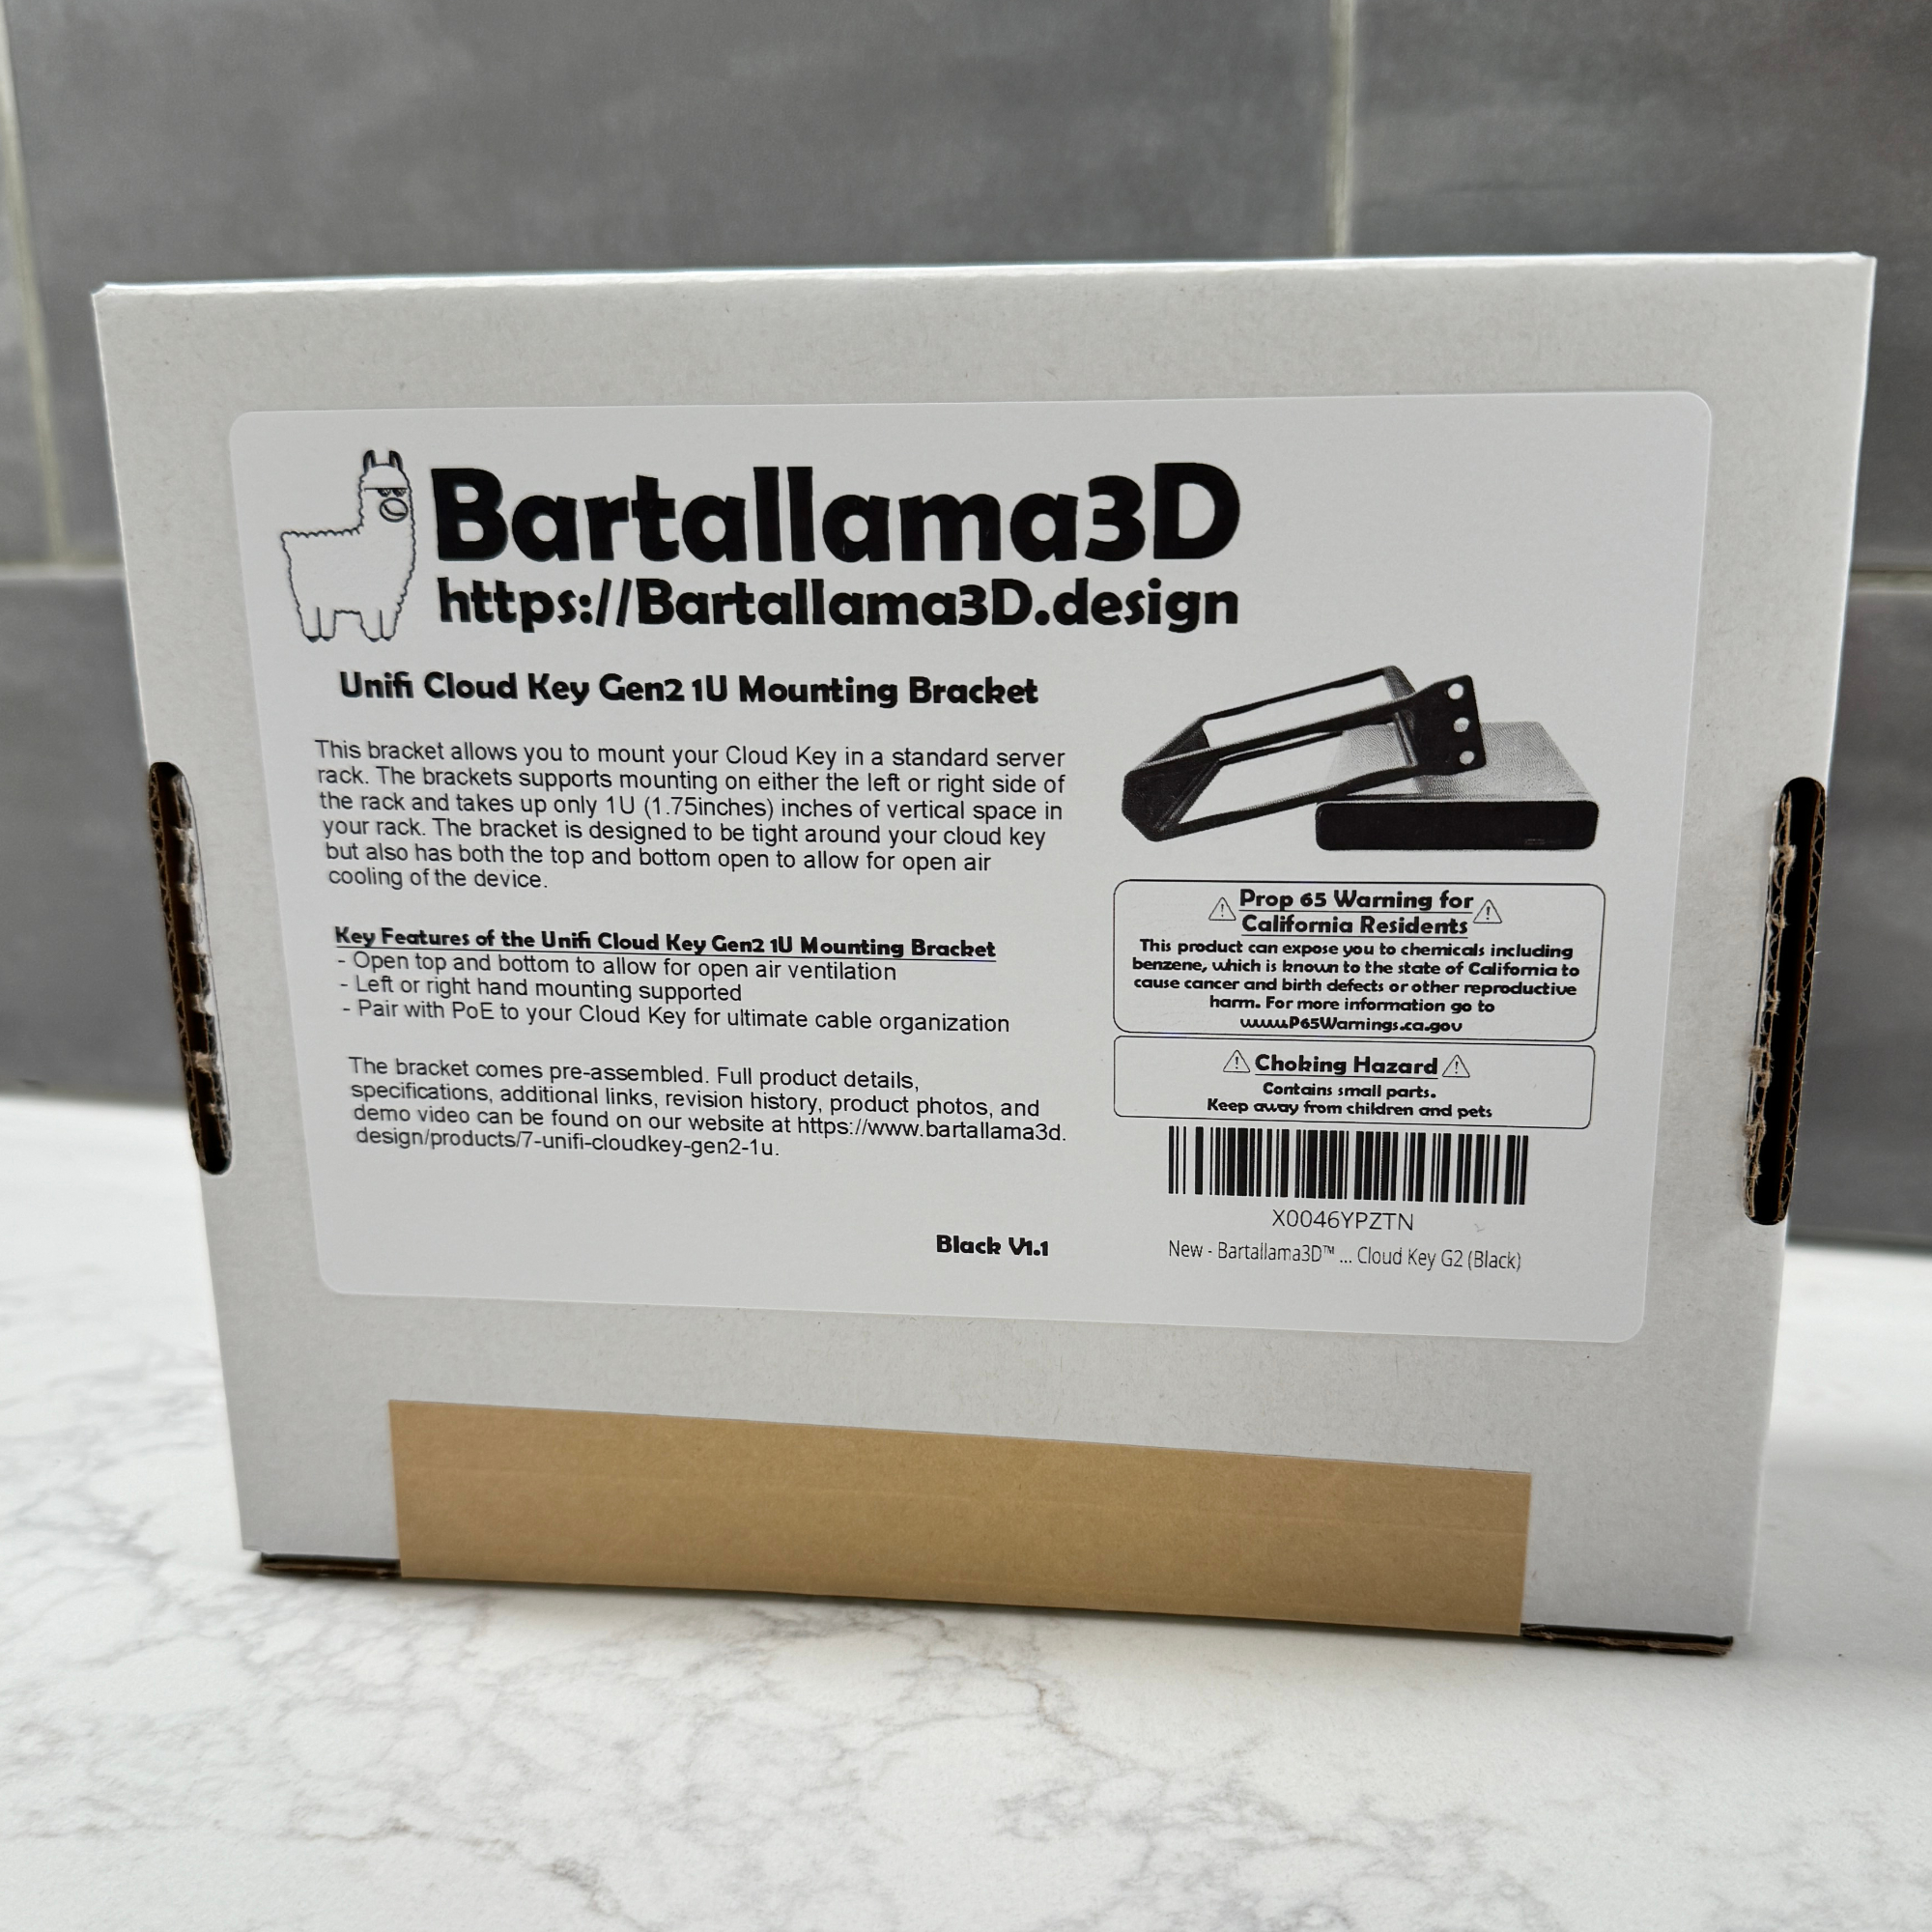 Bartallama3D
https://Bartallama3D.design
Unifi Cloud Key Gen2 1U Mounting Bracket
This bracket allows you to mount your Cloud Key in a standard server
rack. The brackets supports mounting on either the left or right side of
the rack and takes up only 1U (1.75inches) inches of vertical space in
your rack. The bracket is designed to be tight around your cloud key
but also has both the top and bottom open to allow for open air
cooling of the device.
Key Features of the Unifi Cloud Key Gen2 1U Mounting Bracket
- Open top and bottom to allow for open air ventilation
- Left or right hand mounting supported
- Pair with PoE to your Cloud Key for ultimate cable organization
The bracket comes pre-assembled. Full product details,
specifications, additional links, revision history, product photos, and
demo video can be found on our website at https://www.bartallama3d.
design/products/7-unifi-cloudkey-gen2-1u.
Black V1.1
Prop 65 Warning for
California Residents
This product can expose you to chemicals including
benzene, which is known to the state of California to
cause cancer and birth defects or other reproductive
harm. For more information go to
www.P65Warnings.ca.gov
Choking Hazard
Contains small parts.
Keep away from children and pets
X0046YPZTN
New - Bartallama3D™ ... Cloud Key G2 (Black)